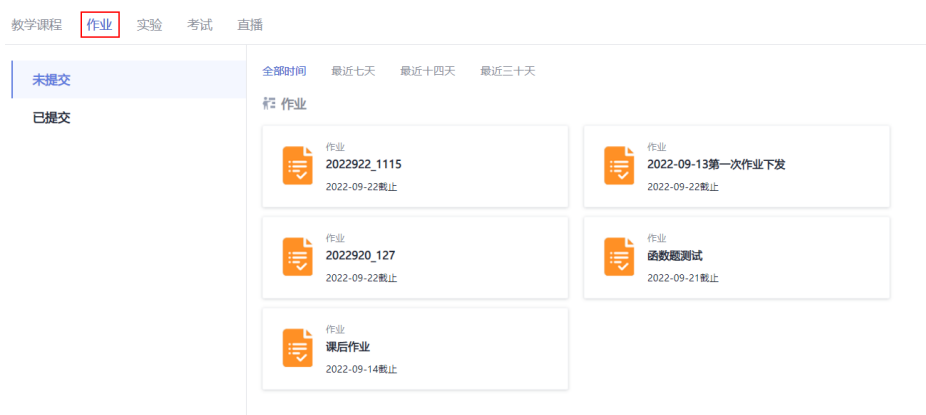 教学课程 作业 实验 考试 直播
未提交
已提交
全部时间 最近七天 最近十四天 最近三十天
作业
作业
2022922_1115
2022-09-22截止
作业
2022-09-13第一次作业下发
2022-09-22截止
作业
2022920_127
2022-09-22截止
作业
函数题测试
2022-09-21截止
作业
课后作业
2022-09-14截止